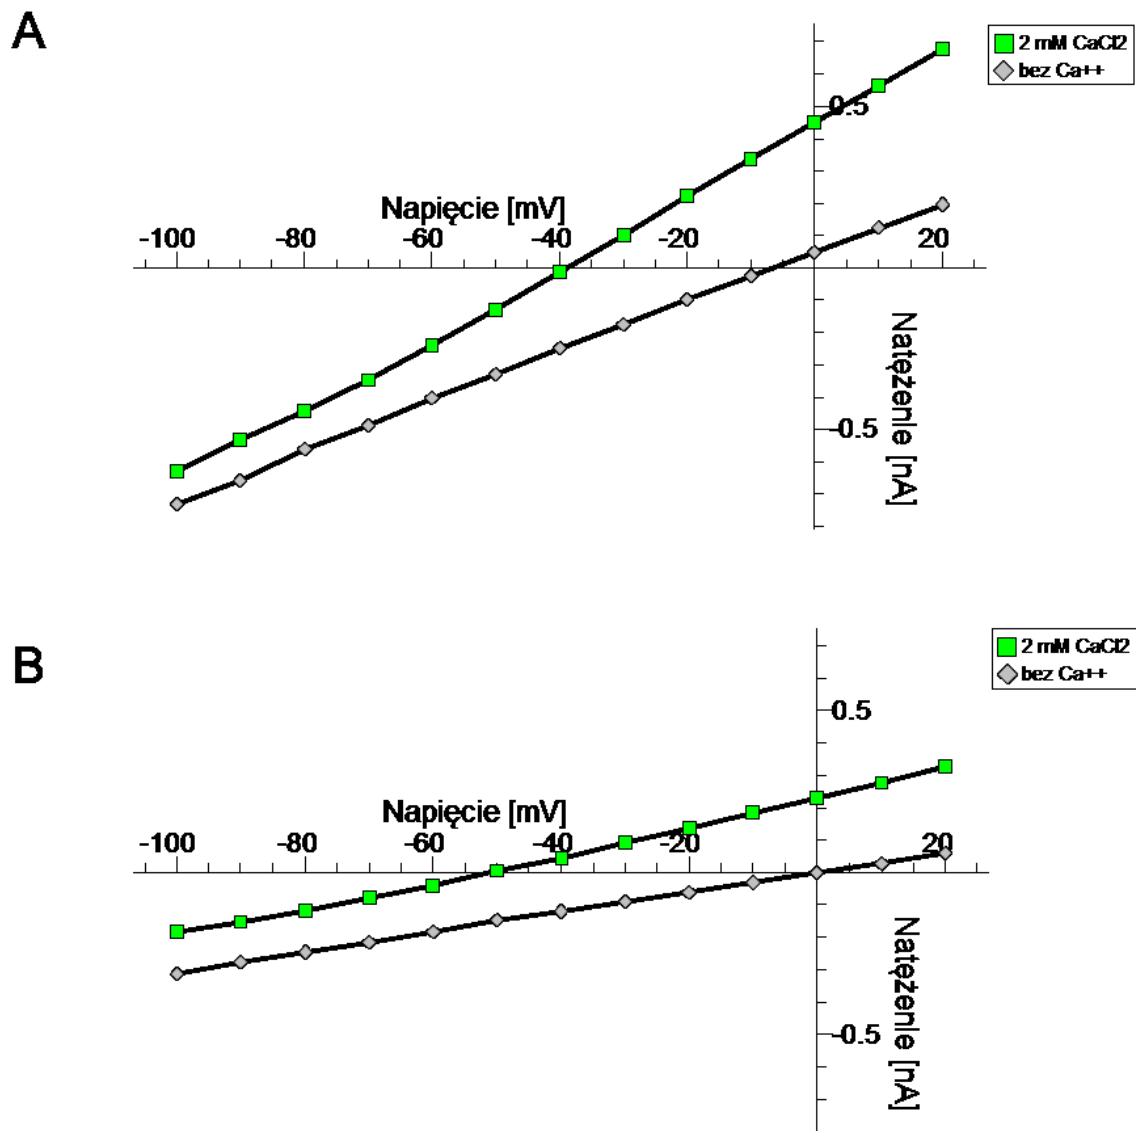 A
2 mM CaCl2
bez Ca++
0.5
Napięcie [mV]
-100 -80 -60 -40 -20 20
-0.5
Natężenie [nA]
B
2 mM CaCl2
bez Ca++
0.5
Napięcie [mV]
-100 -80 -60 -40 -20 20
-0.5
Natężenie [nA]